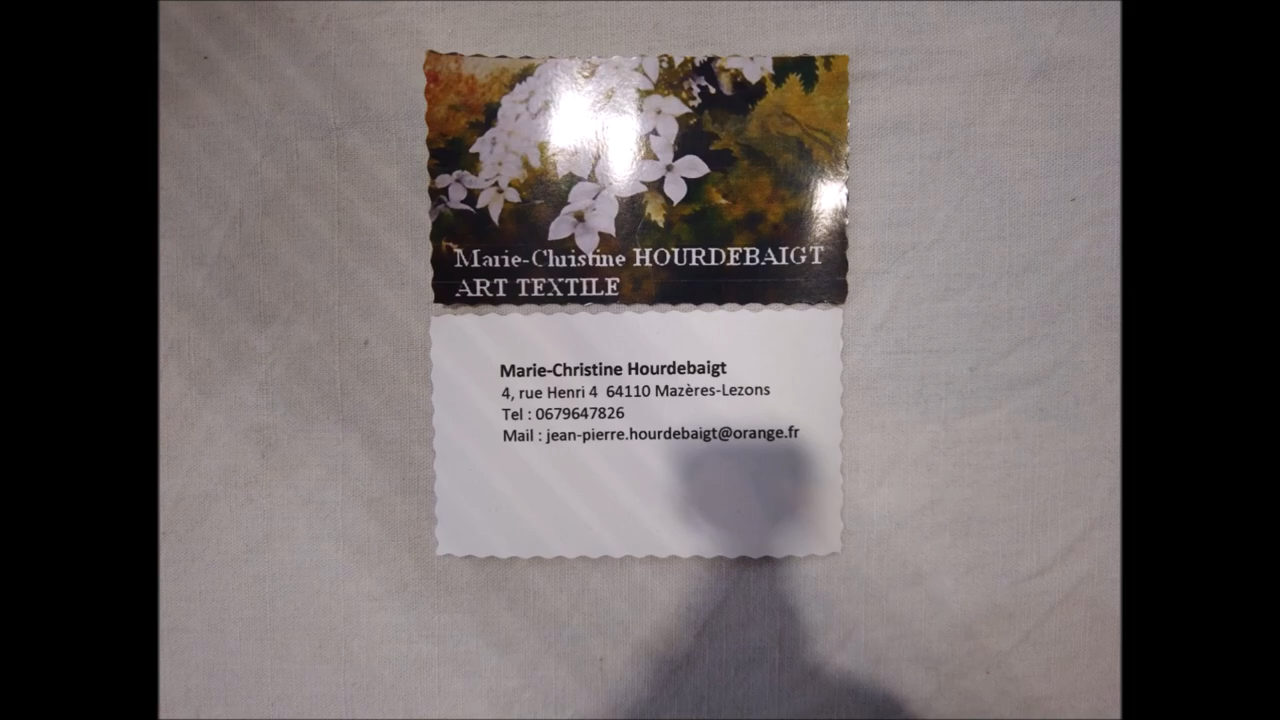 Marie-Christine HOURDEBAIGT
ART TEXTILE
Marie-Christine Hourdebaigt
4, rue Henri 4 64110 Mazères-Lezons
Tel : 0679647826
Mail : jean-pierre.hourdebaigt@orange.fr